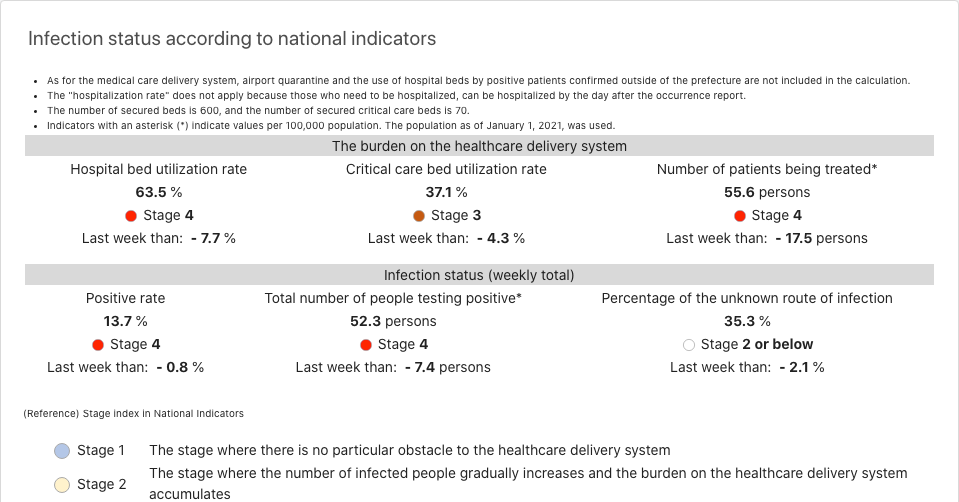 Infection status according to national indicators
• As for the medical care delivery system, airport quarantine and the use of hospital beds by positive patients confirmed outside of the prefecture are not included in the calculation.
• The "hospitalization rate" does not apply because those who need to be hospitalized, can be hospitalized by the day after the occurrence report.
• The number of secured beds is 600, and the number of secured critical care beds is 70.
• Indicators with an asterisk (*) indicate values per 100,000 population. The population as of January 1, 2021, was used.
The burden on the healthcare delivery system
Hospital bed utilization rate Critical care bed utilization rate Number of patients being treated*
63.5 % 37.1 % 55.6 persons
Stage 4 Stage 3 Stage 4
Last week than: - 7.7 % Last week than: - 4.3 % Last week than: - 17.5 persons
Infection status (weekly total)
Positive rate Total number of people testing positive* Percentage of the unknown route of infection
13.7 % 52.3 persons 35.3 %
Stage 4 Stage 4 Stage 2 or below
Last week than: - 0.8 % Last week than: - 7.4 persons Last week than: - 2.1 %
(Reference) Stage index in National Indicators
Stage 1 The stage where there is no particular obstacle to the healthcare delivery system
Stage 2 The stage where the number of infected people gradually increases and the burden on the healthcare delivery system
accumulates